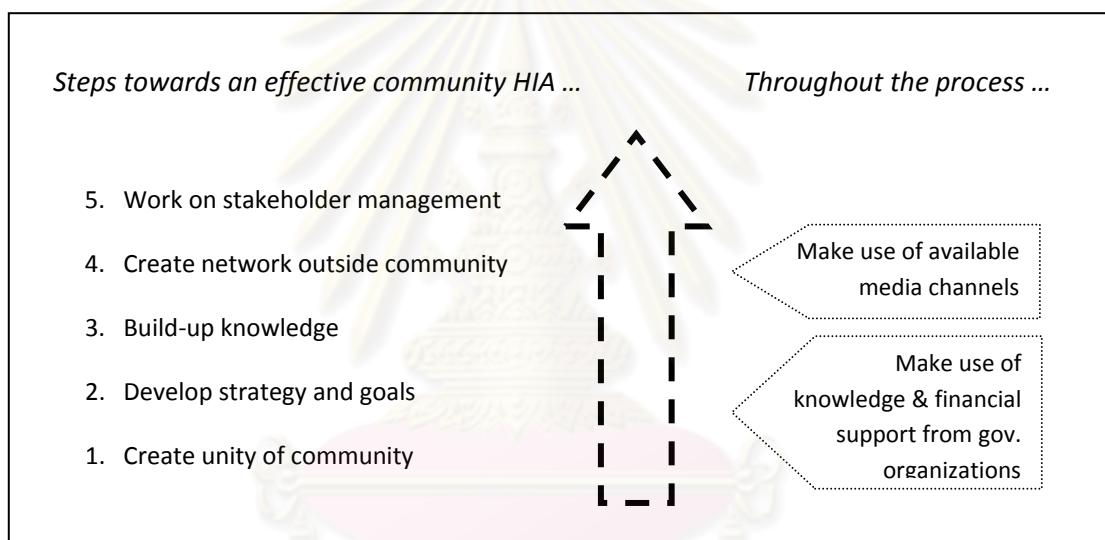 Steps towards an effective community HIA …
Throughout the process …
5. Work on stakeholder management
4. Create network outside community
3. Build-up knowledge
2. Develop strategy and goals
1. Create unity of community
Make use of available
media channels
Make use of
knowledge & financial
support from gov.
organizations